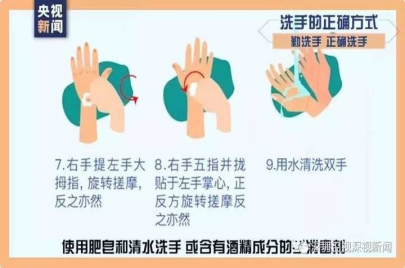 央视
新闻
洗手的正确方式
勤洗手 正确洗手
7.右手提左手大
拇指，旋转搓摩，
反之亦然
8.右手五指并拢
贴于左手掌心，正
反方旋转搓摩反
之亦然
9.用水清洗双手
使用肥皂和清水洗手 或含有酒精成分的
深视新闻